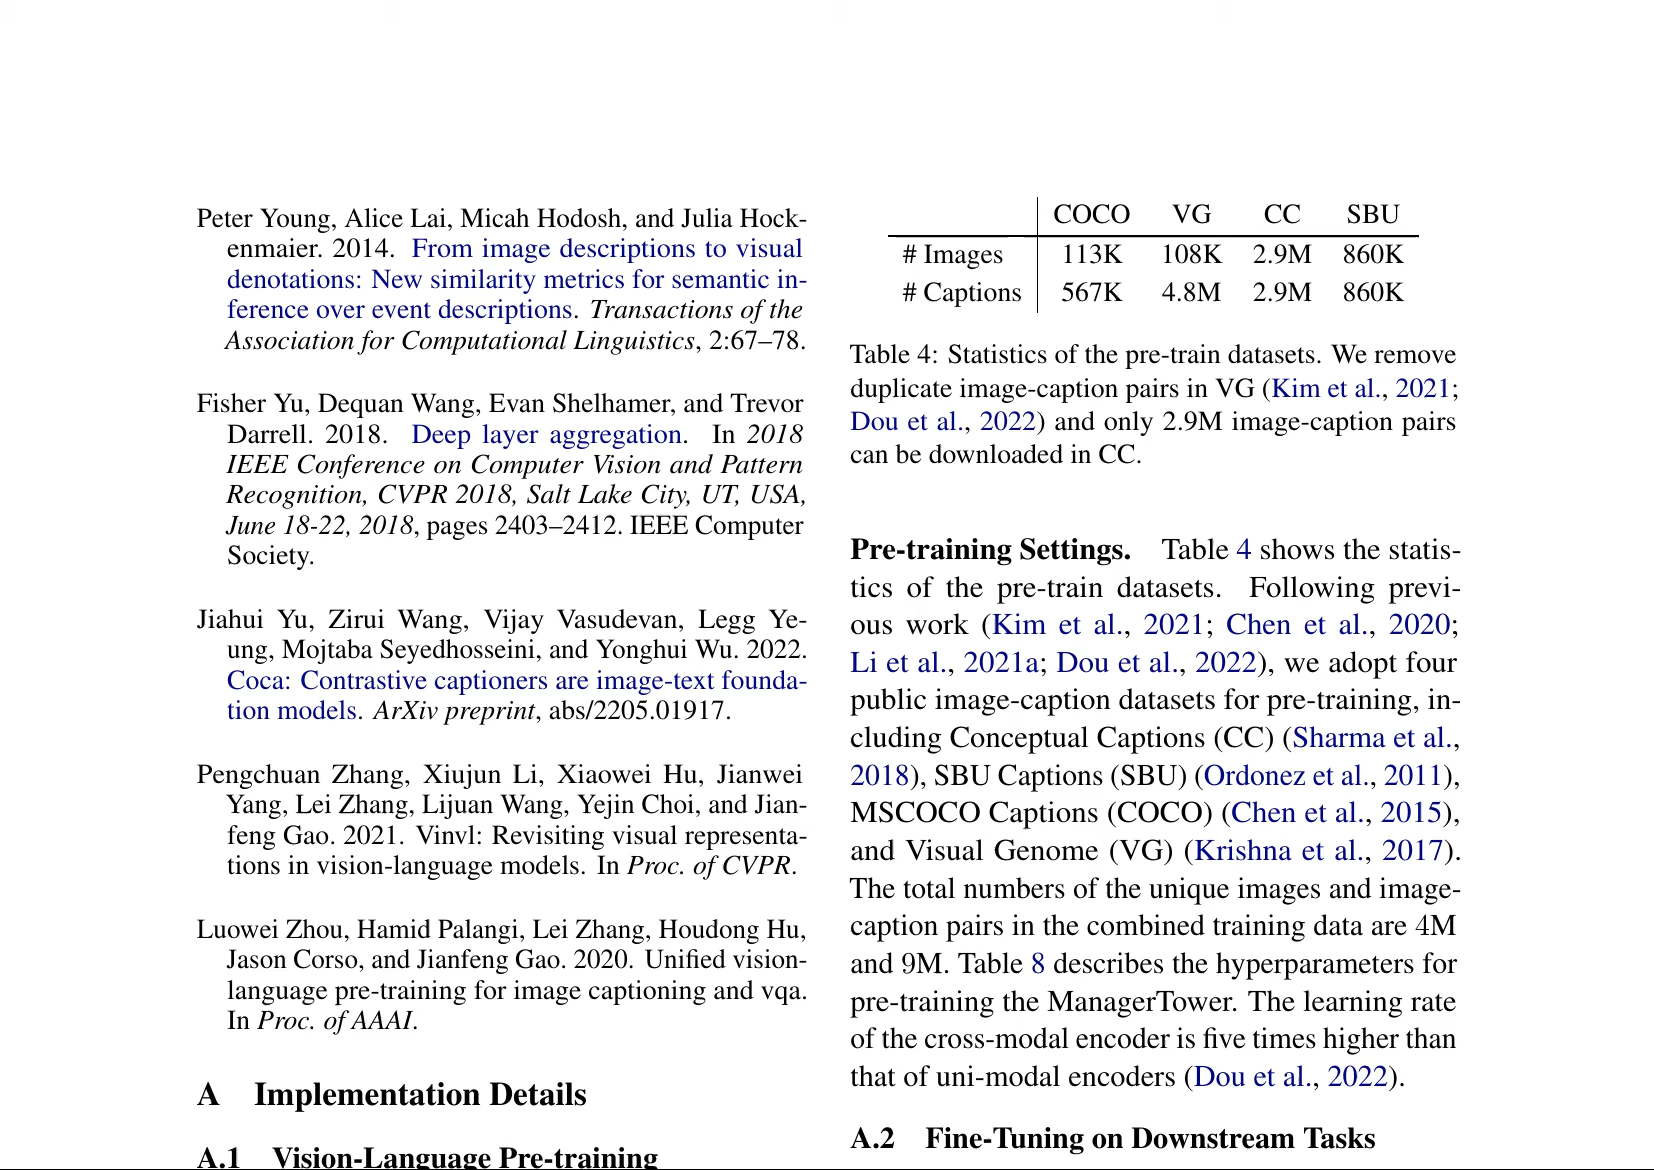 Peter Young, Alice Lai, Micah Hodosh, and Julia Hock-
enmaier. 2014. From image descriptions to visual
denotations: New similarity metrics for semantic in-
ference over event descriptions. Transactions of the
Association for Computational Linguistics, 2:67–78.
Fisher Yu, Dequan Wang, Evan Shelhamer, and Trevor
Darrell. 2018. Deep layer aggregation. In 2018
IEEE Conference on Computer Vision and Pattern
Recognition, CVPR 2018, Salt Lake City, UT, USA,
June 18-22, 2018, pages 2403–2412. IEEE Computer
Society.
Jiahui Yu, Zirui Wang, Vijay Vasudevan, Legg Ye-
ung, Mojtaba Seyedhosseini, and Yonghui Wu. 2022.
Coca: Contrastive captioners are image-text founda-
tion models. ArXiv preprint, abs/2205.01917.
Pengchuan Zhang, Xiujun Li, Xiaowei Hu, Jianwei
Yang, Lei Zhang, Lijuan Wang, Yejin Choi, and Jian-
feng Gao. 2021. Vinvl: Revisiting visual representa-
tions in vision-language models. In Proc. of CVPR.
Luowei Zhou, Hamid Palangi, Lei Zhang, Houdong Hu,
Jason Corso, and Jianfeng Gao. 2020. Unified vision-
language pre-training for image captioning and vqa.
In Proc. of AAAI.
A Implementation Details
A.1 Vision-Language Pre-training
COCO VG CC SBU
# Images 113K 108K 2.9M 860K
# Captions 567K 4.8M 2.9M 860K
Table 4: Statistics of the pre-train datasets. We remove
duplicate image-caption pairs in VG (Kim et al., 2021;
Dou et al., 2022) and only 2.9M image-caption pairs
can be downloaded in CC.
Pre-training Settings. Table 4 shows the statis-
tics of the pre-train datasets. Following previ-
ous work (Kim et al., 2021; Chen et al., 2020;
Li et al., 2021a; Dou et al., 2022), we adopt four
public image-caption datasets for pre-training, in-
cluding Conceptual Captions (CC) (Sharma et al.,
2018), SBU Captions (SBU) (Ordonez et al., 2011),
MSCOCO Captions (COCO) (Chen et al., 2015),
and Visual Genome (VG) (Krishna et al., 2017).
The total numbers of the unique images and image-
caption pairs in the combined training data are 4M
and 9M. Table 8 describes the hyperparameters for
pre-training the ManagerTower. The learning rate
of the cross-modal encoder is five times higher than
that of uni-modal encoders (Dou et al., 2022).
A.2 Fine-Tuning on Downstream Tasks